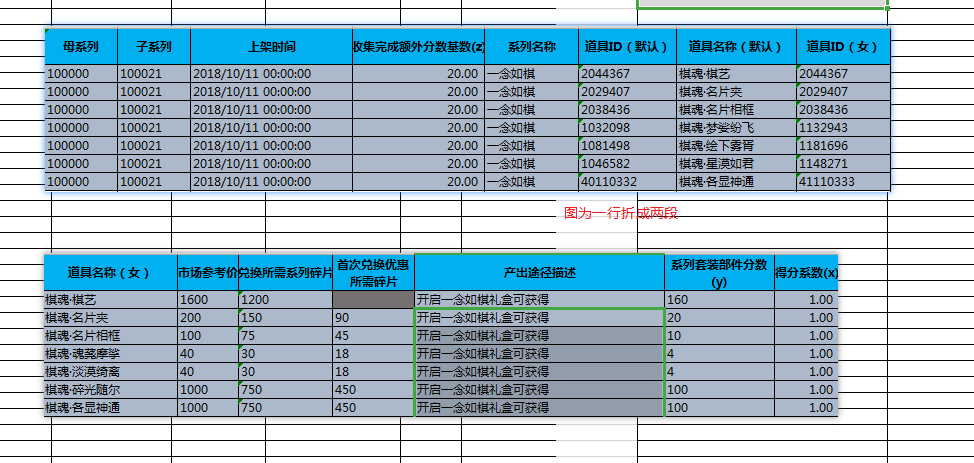 母系列 子系列 上架时间 收集完成额外分数基数(z) 系列名称 道具ID（默认） 道具名称（默认） 道具ID（女）
100000 100021 2018/10/11 00:00:00 20.00 一念如棋 2044367 棋魂·棋艺 2044367
100000 100021 2018/10/11 00:00:00 20.00 一念如棋 2029407 棋魂·名片夹 2029407
100000 100021 2018/10/11 00:00:00 20.00 一念如棋 2038436 棋魂·名片相框 2038436
100000 100021 2018/10/11 00:00:00 20.00 一念如棋 1032098 棋魂·梦娑纷飞 1132943
100000 100021 2018/10/11 00:00:00 20.00 一念如棋 1081498 棋魂·绘下雾胥 1181696
100000 100021 2018/10/11 00:00:00 20.00 一念如棋 1046582 棋魂·星漠如君 1148271
100000 100021 2018/10/11 00:00:00 20.00 一念如棋 40110332 棋魂·各显神通 41110333
图为一行折成两段
道具名称（女） 市场参考价 兑换所需系列碎片 首次兑换优惠 产出途径描述 系列套装部件分数 得分系数(x)
所需碎片 (y)
棋魂·棋艺 1600 1200 开启一念如棋礼盒可获得 160 1.00
棋魂·名片夹 200 150 90 开启一念如棋礼盒可获得 20 1.00
棋魂·名片相框 100 75 45 开启一念如棋礼盒可获得 10 1.00
棋魂·魂蕤摩挲 40 30 18 开启一念如棋礼盒可获得 4 1.00
棋魂·淡漠绮离 40 30 18 开启一念如棋礼盒可获得 4 1.00
棋魂·碎光随尔 1000 750 450 开启一念如棋礼盒可获得 100 1.00
棋魂·各显神通 1000 750 450 开启一念如棋礼盒可获得 100 1.00